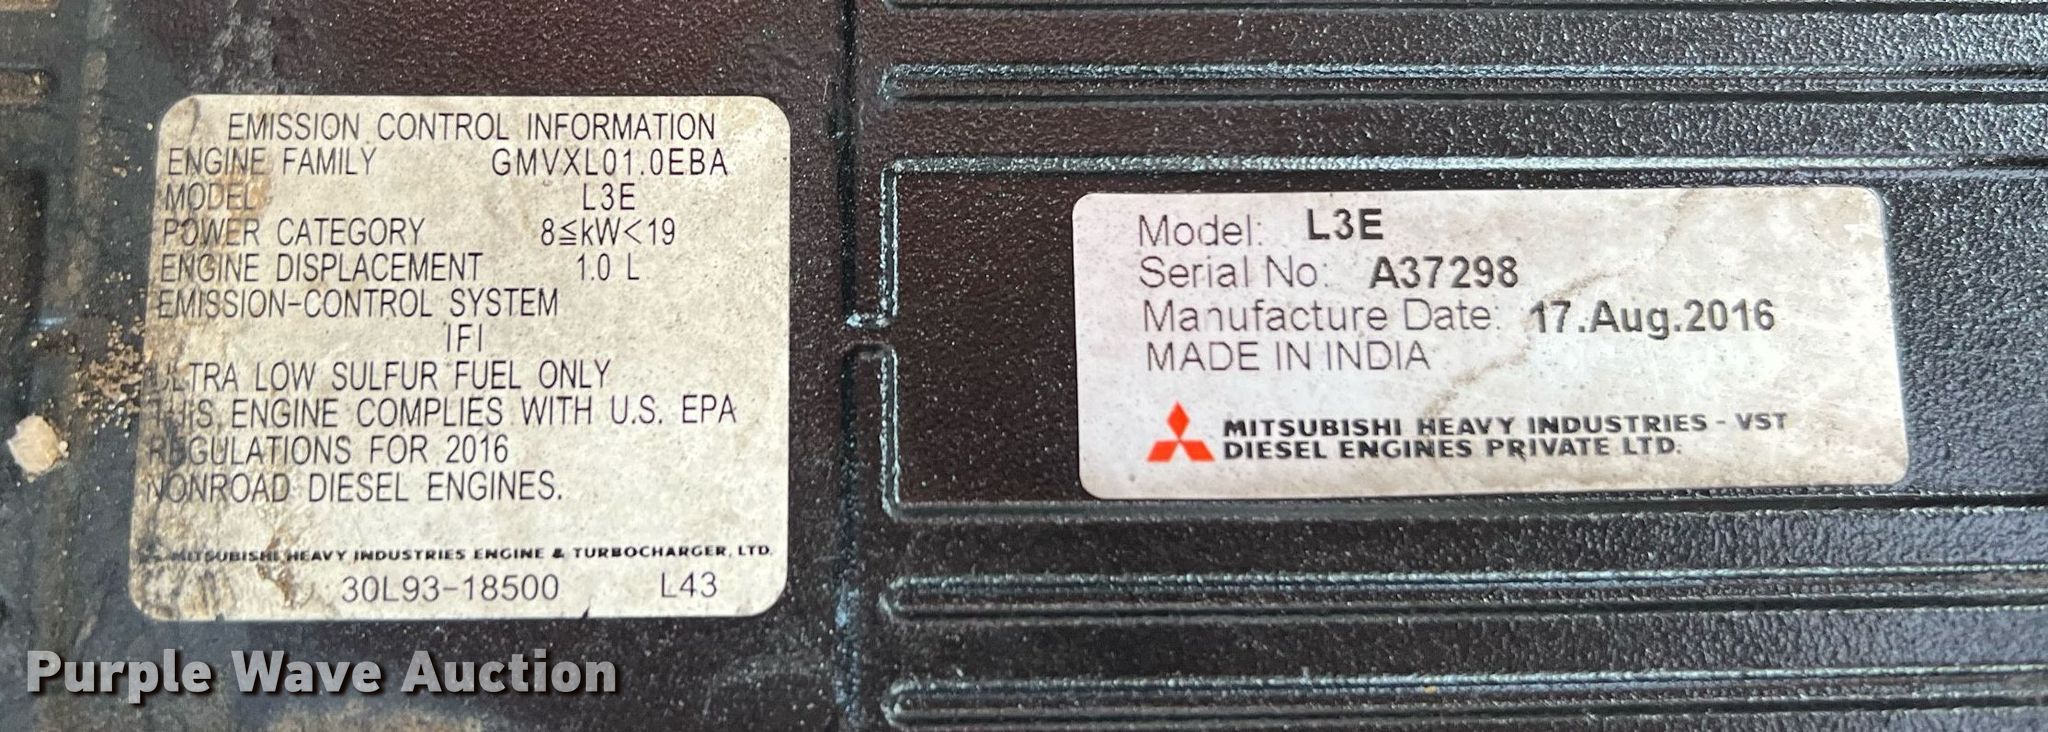 EMISSION CONTROL INFORMATION
ENGINE FAMILY GMVXL01.0EBA
MODEL L3E
POWER CATEGORY 8≦kW<19
ENGINE DISPLACEMENT 1.0 L
EMISSION-CONTROL SYSTEM
IFI
ULTRA LOW SULFUR FUEL ONLY
THIS ENGINE COMPLIES WITH U.S. EPA
REGULATIONS FOR 2016
NONROAD DIESEL ENGINES.
MITSUBISHI HEAVY INDUSTRIES ENGINE & TURBOCHARGER, LTD.
30L93-18500 L43
Model: L3E
Serial No: A37298
Manufacture Date: 17.Aug.2016
MADE IN INDIA
MITSUBISHI HEAVY INDUSTRIES - VST
DIESEL ENGINES PRIVATE LTD.
Purple Wave Auction